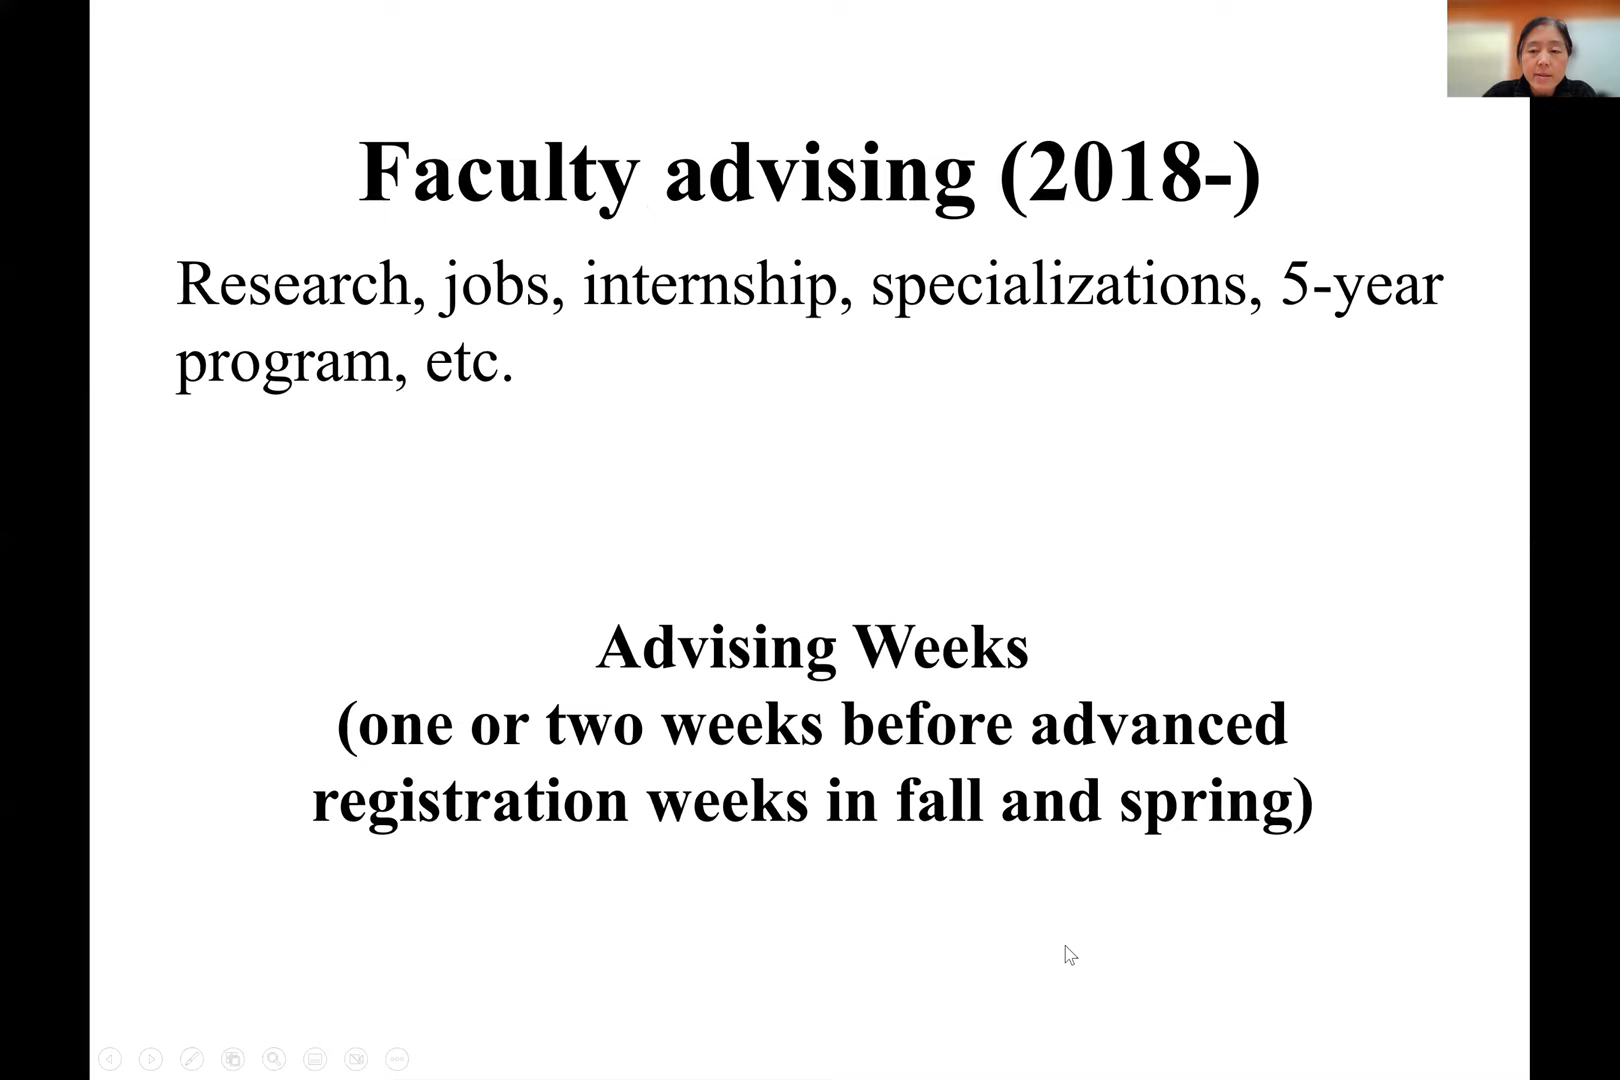 Faculty advising (2018-)
Research, jobs, internship, specializations, 5-year
program, etc.
Advising Weeks
(one or two weeks before advanced
registration weeks in fall and spring)